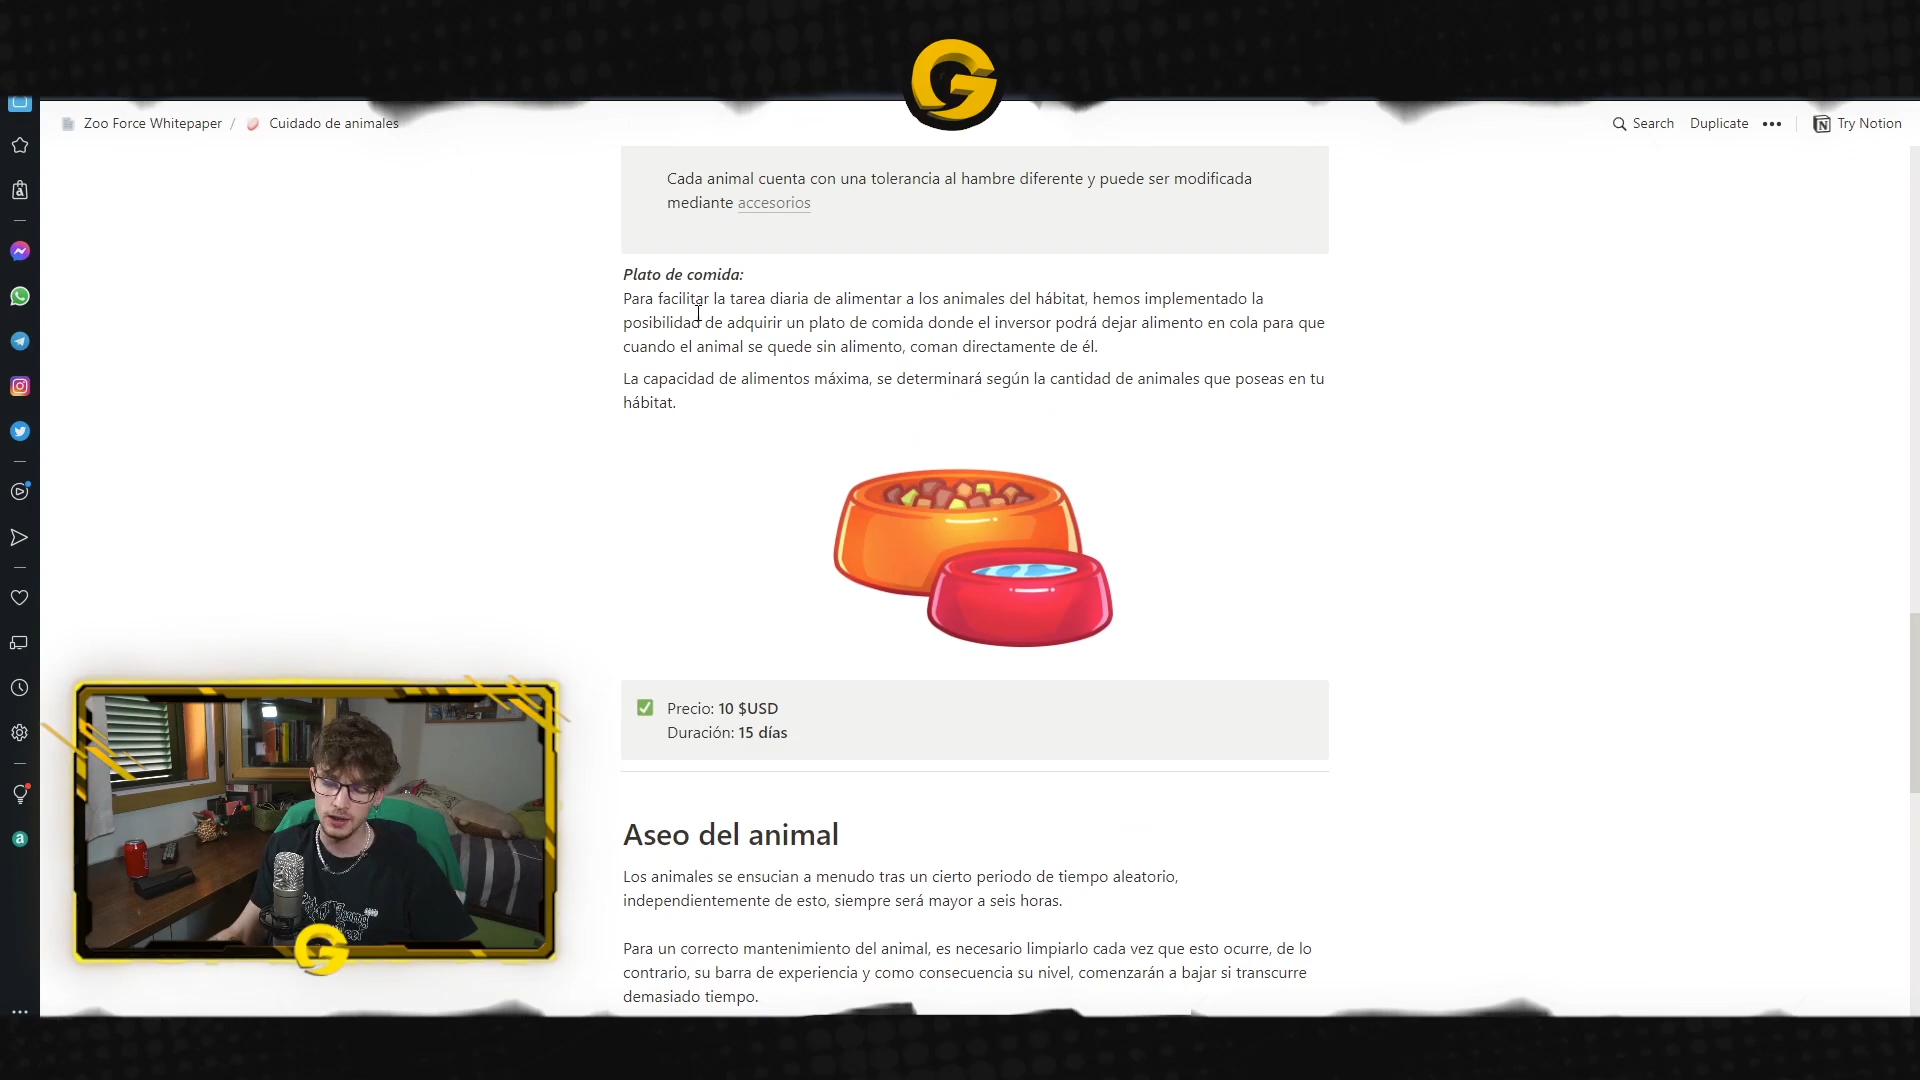 G
Zoo Force Whitepaper / Cuidado de animales
Search Duplicate ••• Try Notion
Cada animal cuenta con una tolerancia al hambre diferente y puede ser modificada
mediante accesorios
Plato de comida:
Para facilitar la tarea diaria de alimentar a los animales del hábitat, hemos implementado la
posibilidad de adquirir un plato de comida donde el inversor podrá dejar alimento en cola para que
cuando el animal se quede sin alimento, coman directamente de él.
La capacidad de alimentos máxima, se determinará según la cantidad de animales que poseas en tu
hábitat.
Precio: 10 $USD
Duración: 15 días
Aseo del animal
Los animales se ensucian a menudo tras un cierto periodo de tiempo aleatorio,
independientemente de esto, siempre será mayor a seis horas.
Para un correcto mantenimiento del animal, es necesario limpiarlo cada vez que esto ocurre, de lo
contrario, su barra de experiencia y como consecuencia su nivel, comenzarán a bajar si transcurre
demasiado tiempo.
G